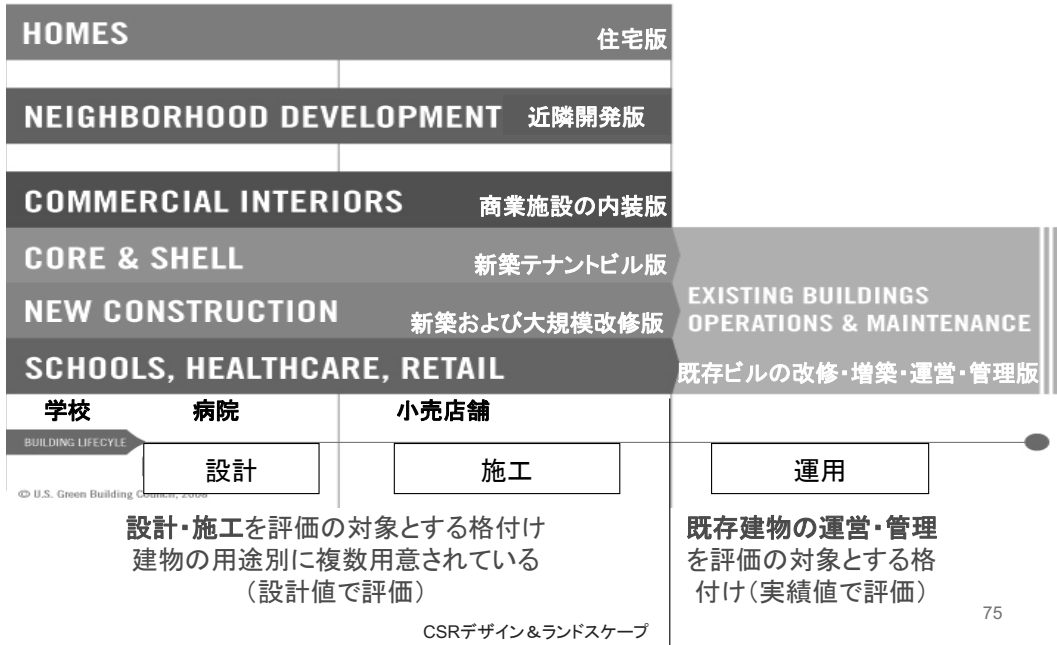 HOMES 住宅版
NEIGHBORHOOD DEVELOPMENT 近隣開発版
COMMERCIAL INTERIORS 商業施設の内装版
CORE & SHELL 新築テナントビル版
NEW CONSTRUCTION 新築および大規模改修版
SCHOOLS, HEALTHCARE, RETAIL
EXISTING BUILDINGS
OPERATIONS & MAINTENANCE
既存ビルの改修・増築・運営・管理版
学校 病院 小売店舗
BUILDING LIFECYLE
設計 施工 運用
© U.S. Green Building Council, 2008
設計・施工を評価の対象とする格付け
建物の用途別に複数用意されている
（設計値で評価）
既存建物の運営・管理
を評価の対象とする格
付け（実績値で評価）
CSRデザイン＆ランドスケープ
75